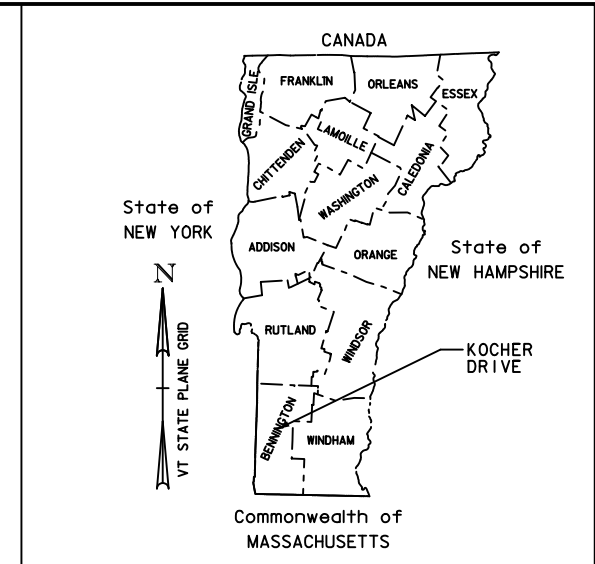 CANADA
FRANKLIN
ORLEANS
ESSEX
GRAND ISLE
LAMOILLE
CHITTENDEN
CALEDONIA
WASHINGTON
State of
NEW YORK
ADDISON
ORANGE
State of
NEW HAMPSHIRE
N
VT STATE PLANE GRID
RUTLAND
WINDSOR
KOCHER
DRIVE
BENNINGTON
WINDHAM
Commonwealth of
MASSACHUSETTS